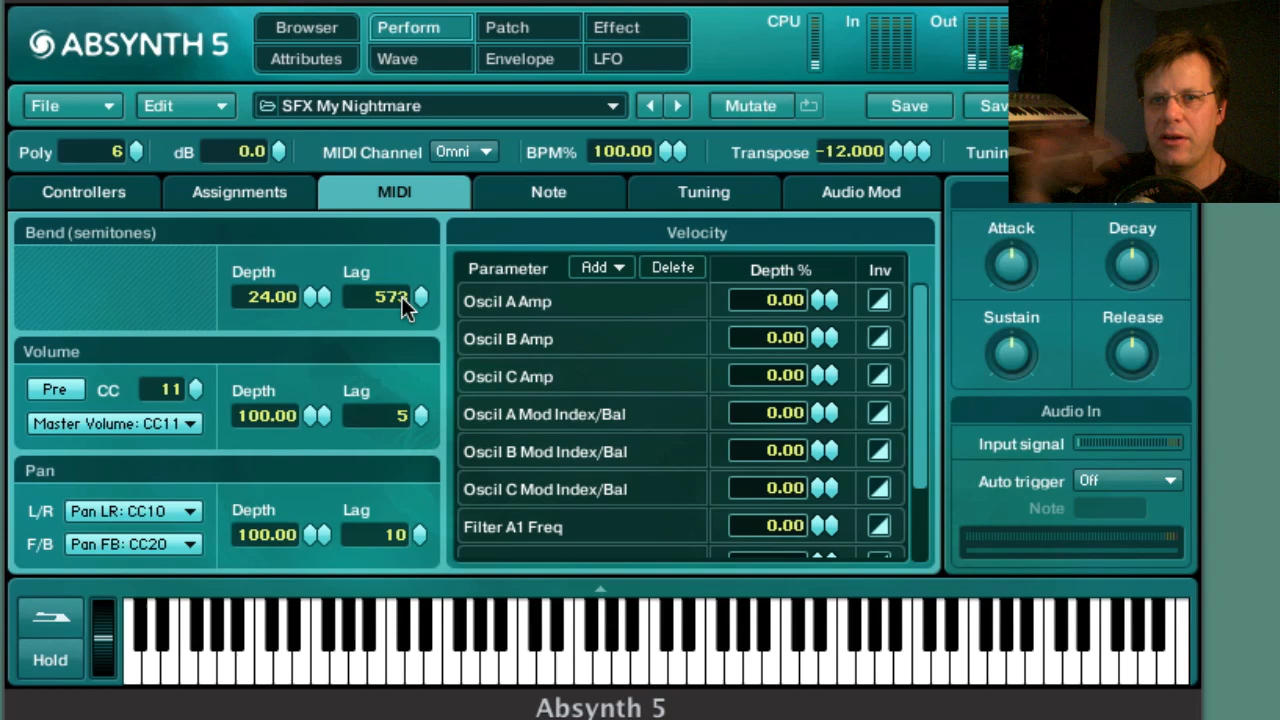 ABSYNTH 5
Browser
Perform
Patch
Effect
Attributes
Wave
Envelope
LFO
CPU
In
Out
File
Edit
SFX My Nightmare
Mutate
Save
Sav
Poly 6
dB 0.0
MIDI Channel Omni
BPM% 100.00
Transpose -12.000
Tunin
Controllers
Assignments
MIDI
Note
Tuning
Audio Mod
Bend (semitones)
Depth
Lag
24.00
Volume
Pre
CC
11
Master Volume: CC11
Depth
Lag
100.00
5
Pan
L/R
Pan LR: CC10
F/B
Pan FB: CC20
Depth
Lag
100.00
10
Velocity
Parameter
Add
Delete
Depth %
Inv
Oscil A Amp 0.00
Oscil B Amp 0.00
Oscil C Amp 0.00
Oscil A Mod Index/Bal 0.00
Oscil B Mod Index/Bal 0.00
Oscil C Mod Index/Bal 0.00
Filter A1 Freq 0.00
Attack
Decay
Sustain
Release
Audio In
Input signal
Auto trigger Off
Note
Hold
Absynth 5